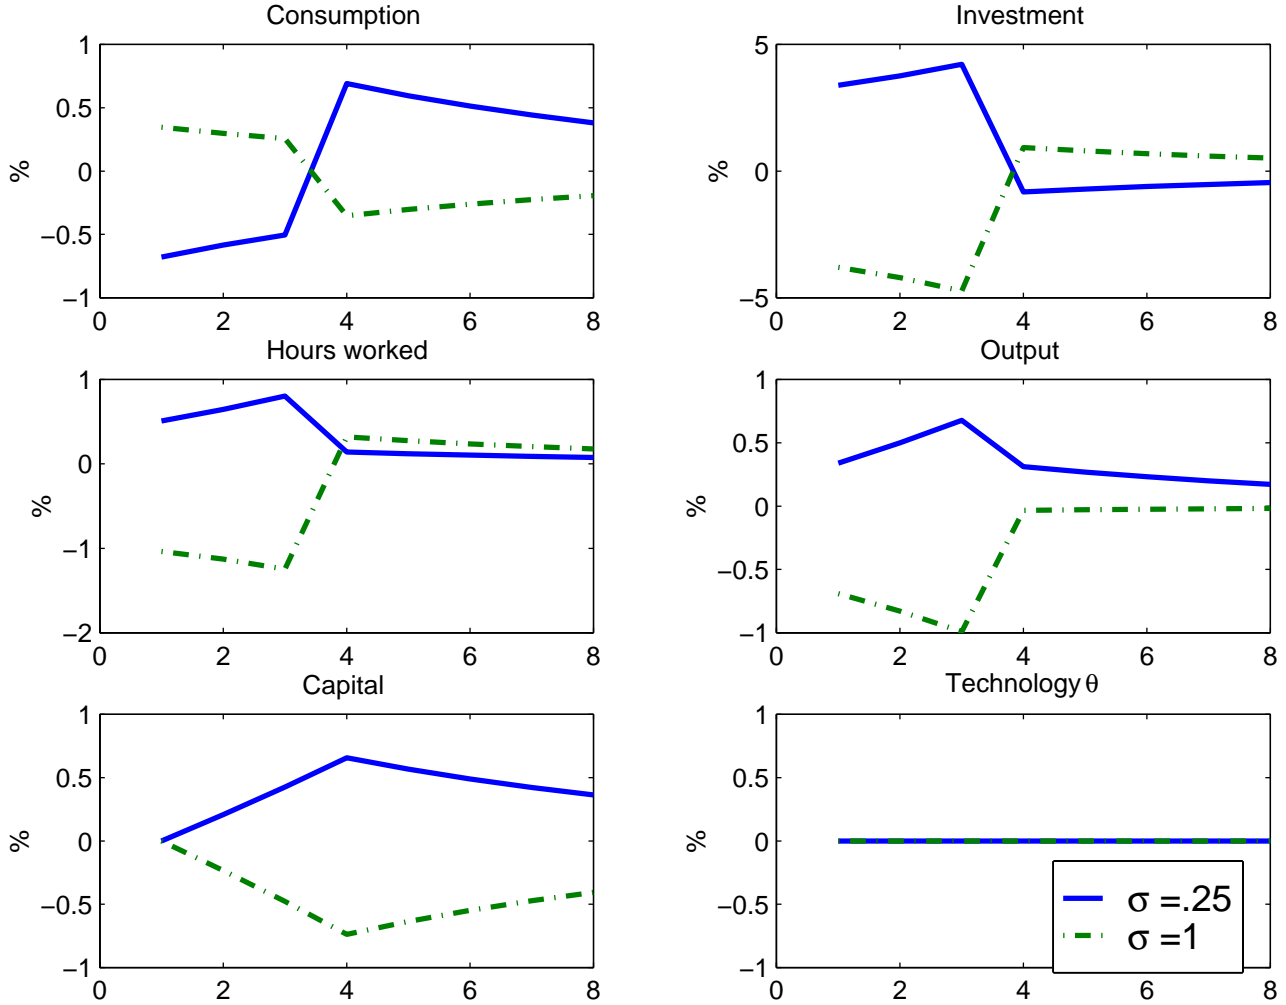 Consumption
Investment
1
0.5
0
−0.5
−1
%
0 2 4 6 8
5
0
−5
%
0 2 4 6 8
Hours worked
Output
1
0
−1
−2
%
0 2 4 6 8
1
0.5
0
−0.5
−1
%
0 2 4 6 8
Capital
Technology θ
1
0.5
0
−0.5
−1
%
0 2 4 6 8
1
0.5
0
−0.5
−1
%
0 2 4 6 8
σ =.25
σ =1